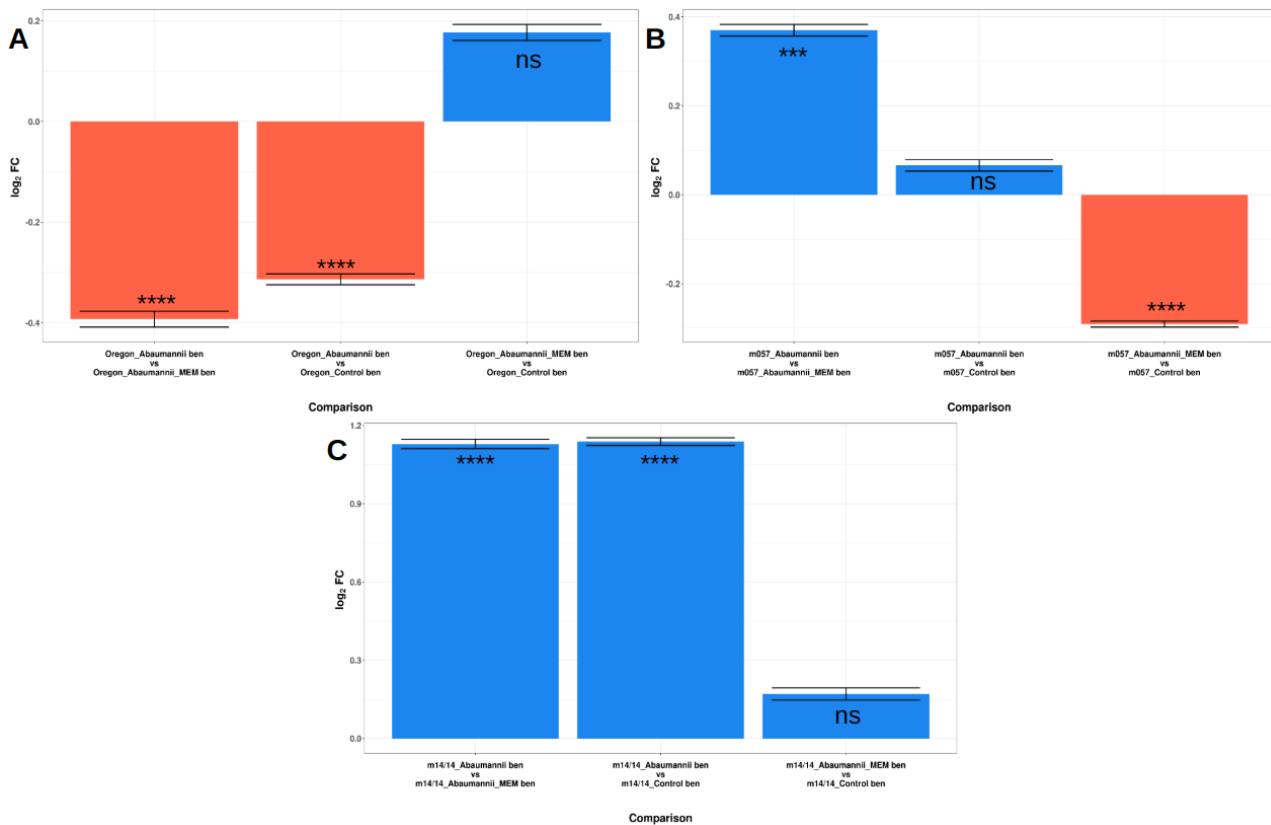 A
0.2
0.0
-0.2
-0.4
log2 FC
ns
****
****
Oregon_Abaumannii ben
vs
Oregon_Abaumannii_MEM ben
Oregon_Abaumannii ben
vs
Oregon_Control ben
Oregon_Abaumannii_MEM ben
vs
Oregon_Control ben
Comparison
B
0.4
0.2
0.0
-0.2
log2 FC
***
ns
****
m057_Abaumannii ben
vs
m057_Abaumannii_MEM ben
m057_Abaumannii ben
vs
m057_Control ben
m057_Abaumannii_MEM ben
vs
m057_Control ben
Comparison
C
1.2
0.9
0.6
0.3
0.0
log2 FC
****
****
ns
m14/14_Abaumannii ben
vs
m14/14_Abaumannii_MEM ben
m14/14_Abaumannii ben
vs
m14/14_Control ben
m14/14_Abaumannii_MEM ben
vs
m14/14_Control ben
Comparison